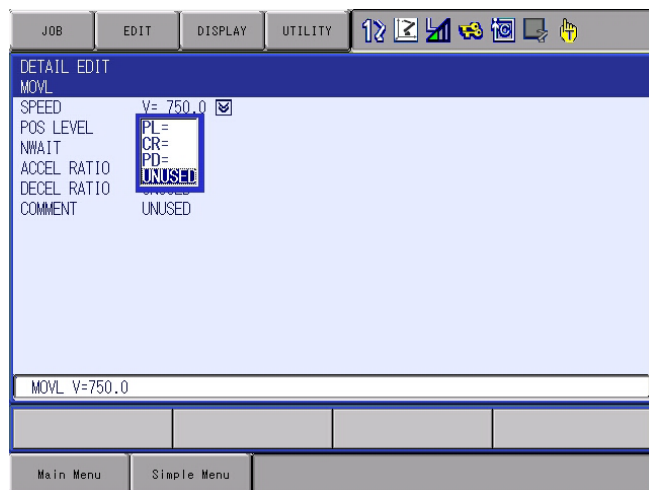 JOB EDIT DISPLAY UTILITY
DETAIL EDIT
MOVL
SPEED V= 750.0
POS LEVEL PL=
NWAIT CR=
PD=
ACCEL RATIO UNUSED
DECEL RATIO UNUSED
COMMENT UNUSED
MOVL V=750.0
Main Menu Simple Menu